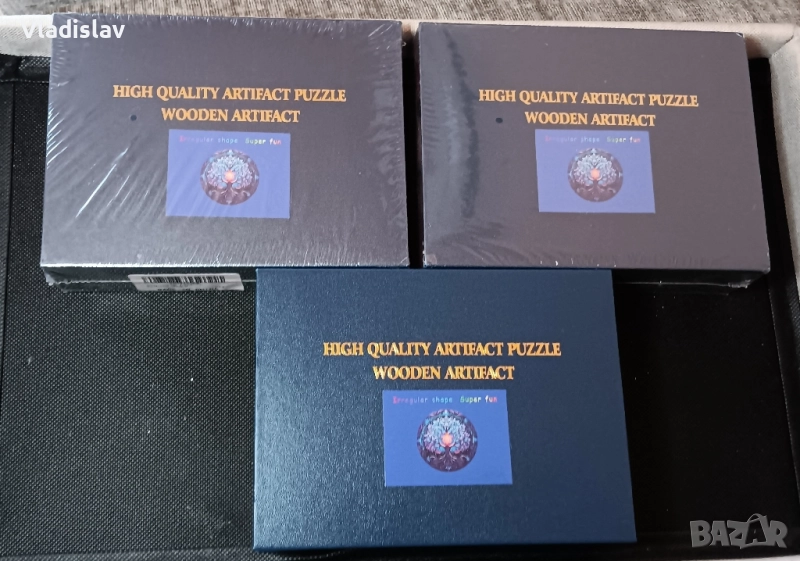 vladislav
HIGH QUALITY ARTIFACT PUZZLE
WOODEN ARTIFACT
Irregular shape Super fun
HIGH QUALITY ARTIFACT PUZZLE
WOODEN ARTIFACT
Irregular shape Super fun
HIGH QUALITY ARTIFACT PUZZLE
WOODEN ARTIFACT
Irregular shape Super fun
BAZAR